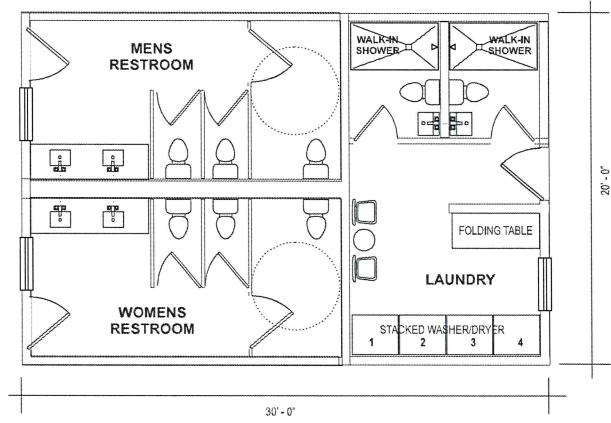 MENS
RESTROOM
WALK-IN
SHOWER
WALK-IN
SHOWER
20' - 0"
FOLDING TABLE
LAUNDRY
WOMENS
RESTROOM
STACKED WASHER/DRYER
1 2 3 4
30' - 0"